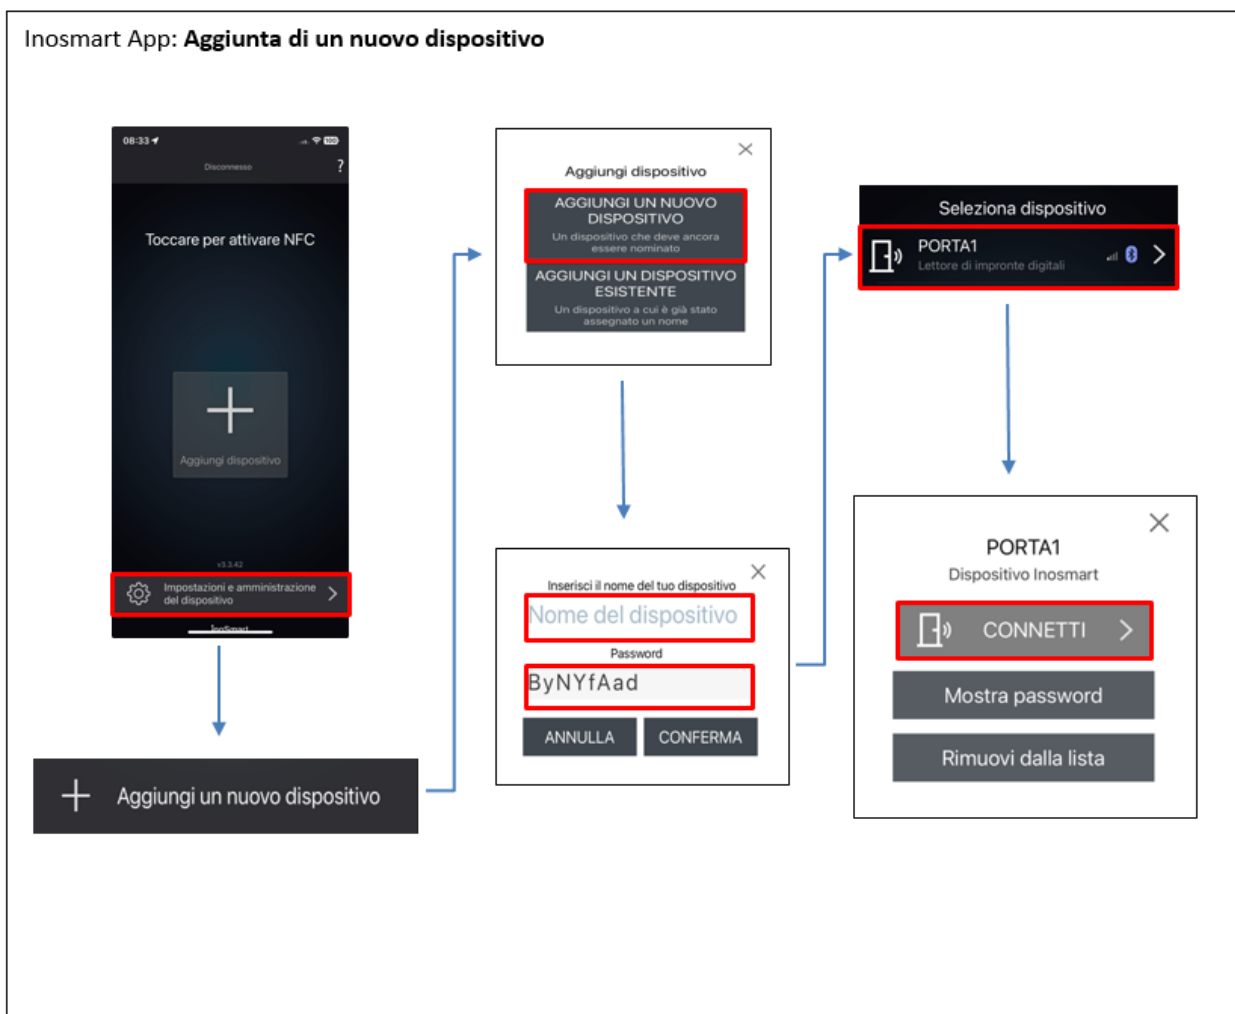 Inosmart App: Aggiunta di un nuovo dispositivo
08:33
100
Disconnesso
?
Toccare per attivare NFC
Aggiungi dispositivo
v3.3.42
Impostazioni e amministrazione
del dispositivo
InoSmart
Aggiungi un nuovo dispositivo
Aggiungi dispositivo
AGGIUNGI UN NUOVO
DISPOSITIVO
Un dispositivo che deve ancora
essere nominato
AGGIUNGI UN DISPOSITIVO
ESISTENTE
Un dispositivo a cui è già stato
assegnato un nome
Inserisci il nome del tuo dispositivo
Nome del dispositivo
Password
ByNYfAad
ANNULLA
CONFERMA
Seleziona dispositivo
PORTA1
Lettore di impronte digitali
PORTA1
Dispositivo Inosmart
CONNETTI
Mostra password
Rimuovi dalla lista